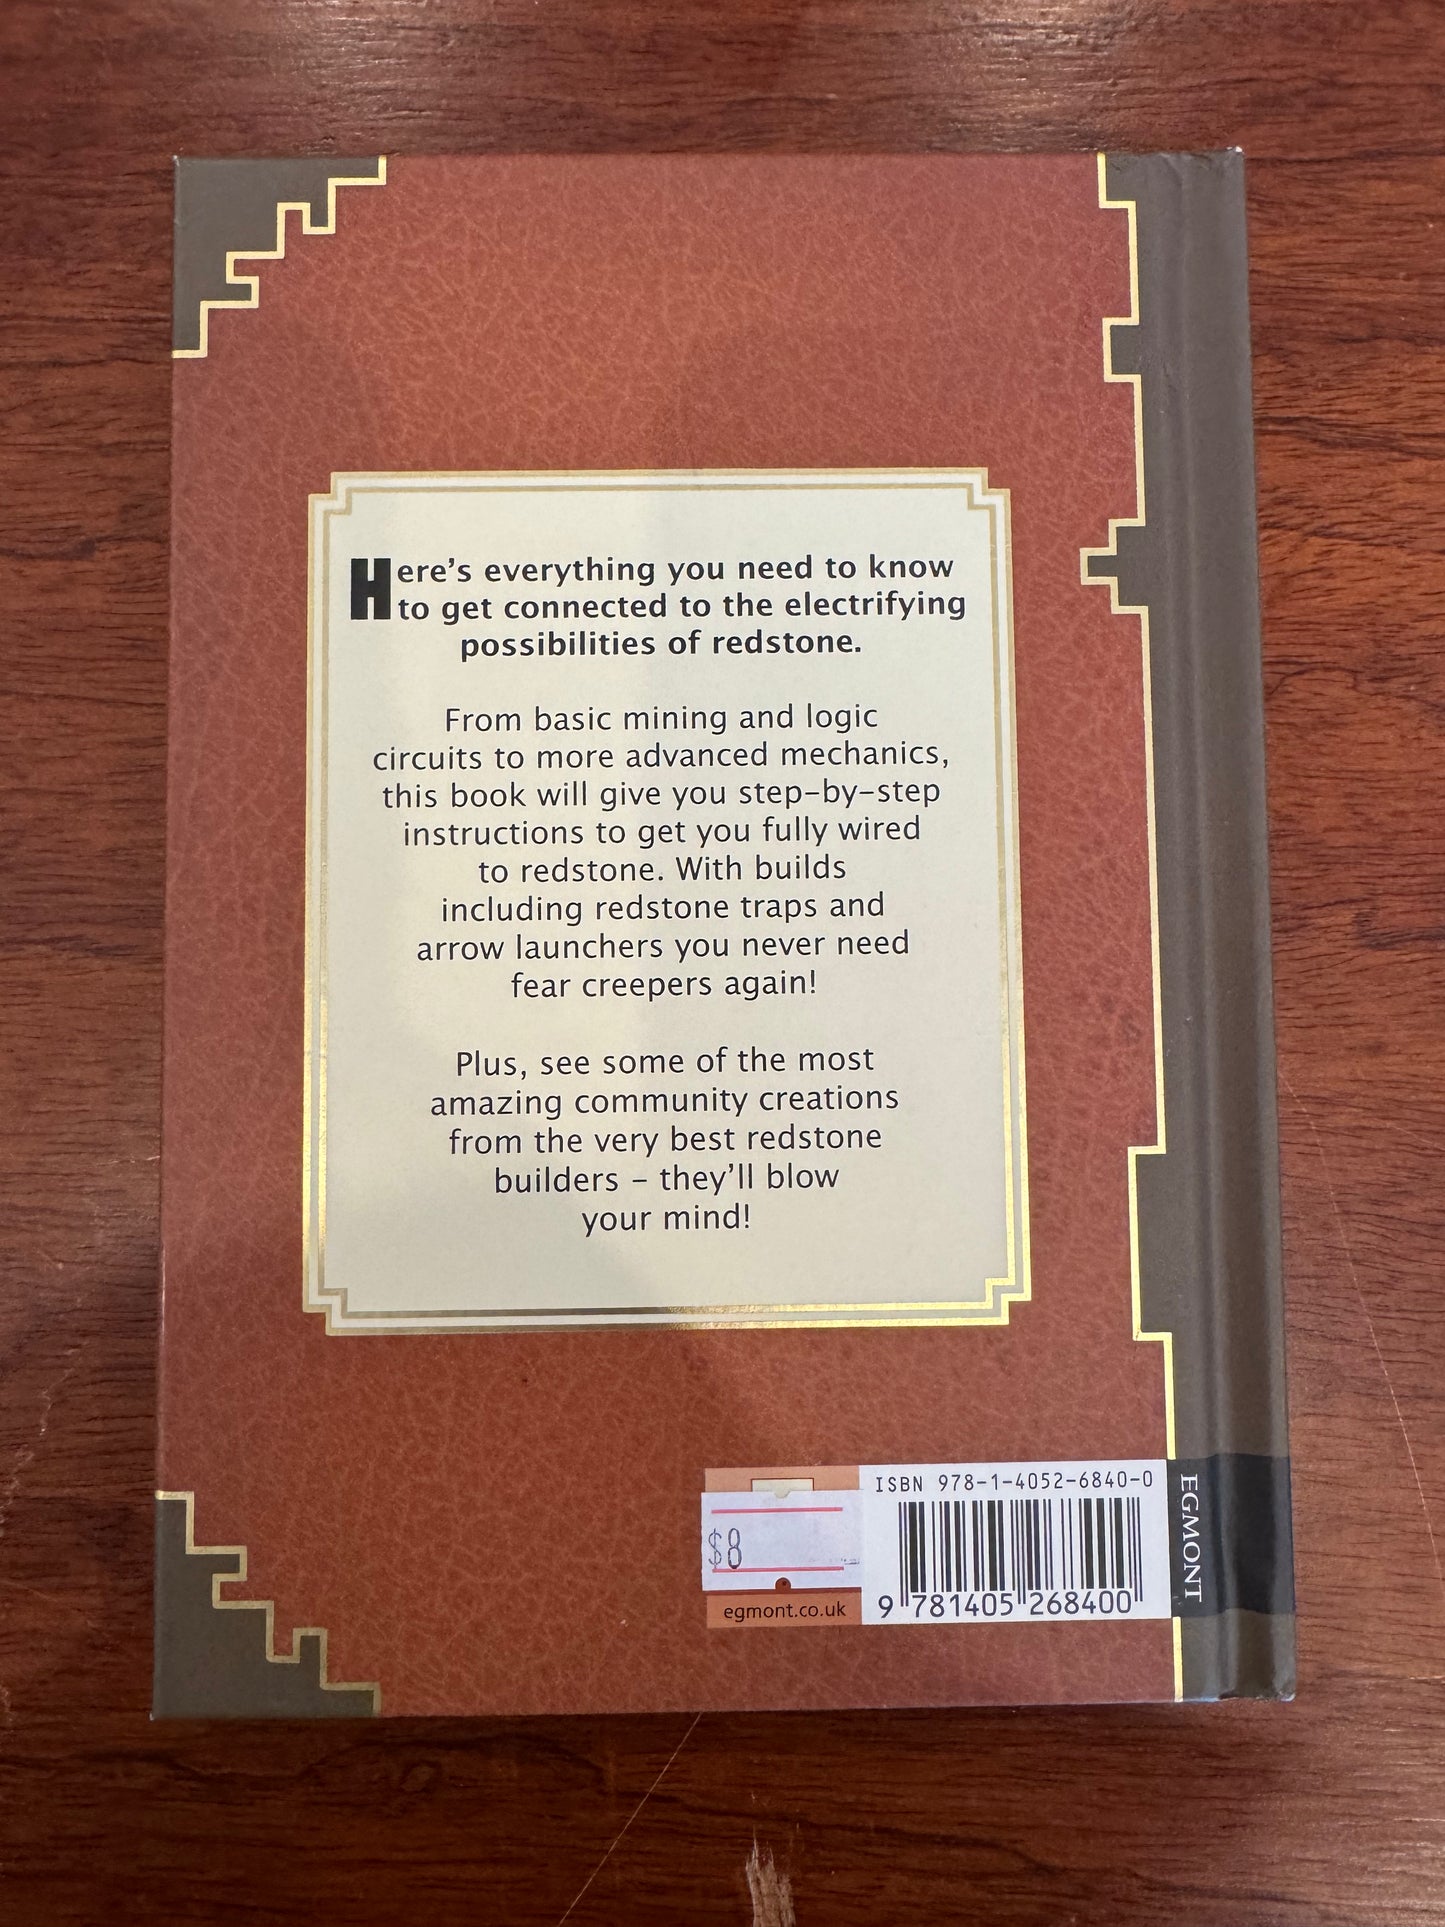 Here's everything you need to know
to get connected to the electrifying
possibilities of redstone.
From basic mining and logic
circuits to more advanced mechanics,
this book will give you step-by-step
instructions to get you fully wired
to redstone. With builds
including redstone traps and
arrow launchers you never need
fear creepers again!
Plus, see some of the most
amazing community creations
from the very best redstone
builders – they'll blow
your mind!
$8
egmont.co.uk
ISBN 978-1-4052-6840-0
9 781405 268400
EGMONT